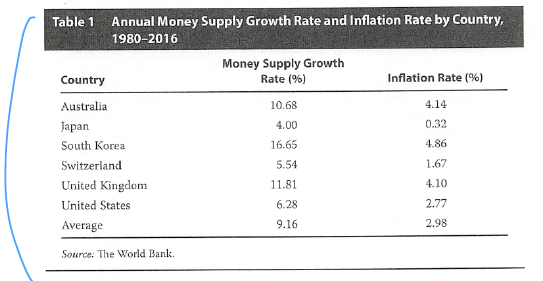 Table 1 Annual Money Supply Growth Rate and Inflation Rate by Country,
1980–2016
Money Supply Growth
Country Rate (%) Inflation Rate (%)
Australia 10.68 4.14
Japan 4.00 0.32
South Korea 16.65 4.86
Switzerland 5.54 1.67
United Kingdom 11.81 4.10
United States 6.28 2.77
Average 9.16 2.98
Source: The World Bank.